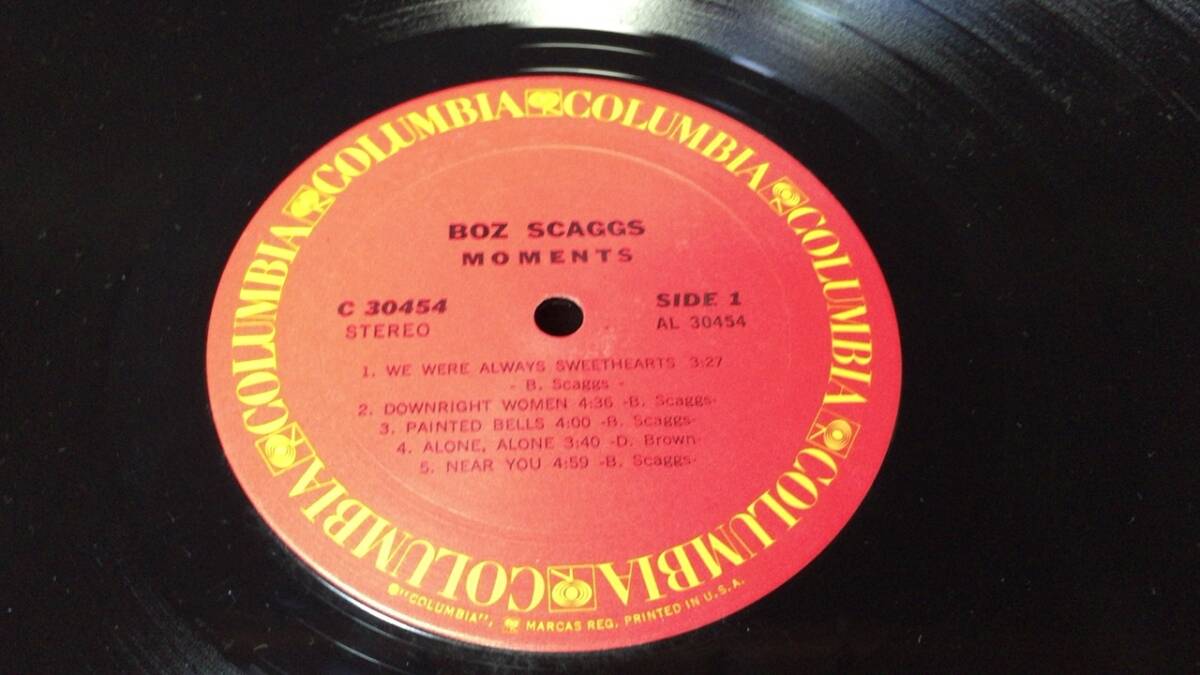 COLUMBIA COLUMBIA COLUMBIA COLUMBIA COLUMBIA COLUMBIA
BOZ SCAGGS
MOMENTS
C 30454 SIDE 1
STEREO AL 30454
1. WE WERE ALWAYS SWEETHEARTS 3:27
- B. Scaggs -
2. DOWNRIGHT WOMEN 4:36 -B. Scaggs-
3. PAINTED BELLS 4:00 -B. Scaggs-
4. ALONE, ALONE 3:40 -D. Brown-
5. NEAR YOU 4:59 -B. Scaggs-
®"COLUMBIA", MARCAS REG. PRINTED IN U.S.A.